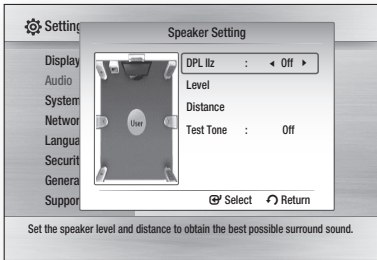 Settings
Speaker Setting
Display
Audio
System
Networ
Langua
Securit
Genera
Suppor
DPL IIz : ◀ Off ▶
Level
Distance
Test Tone : Off
User
Select Return
Set the speaker level and distance to obtain the best possible surround sound.